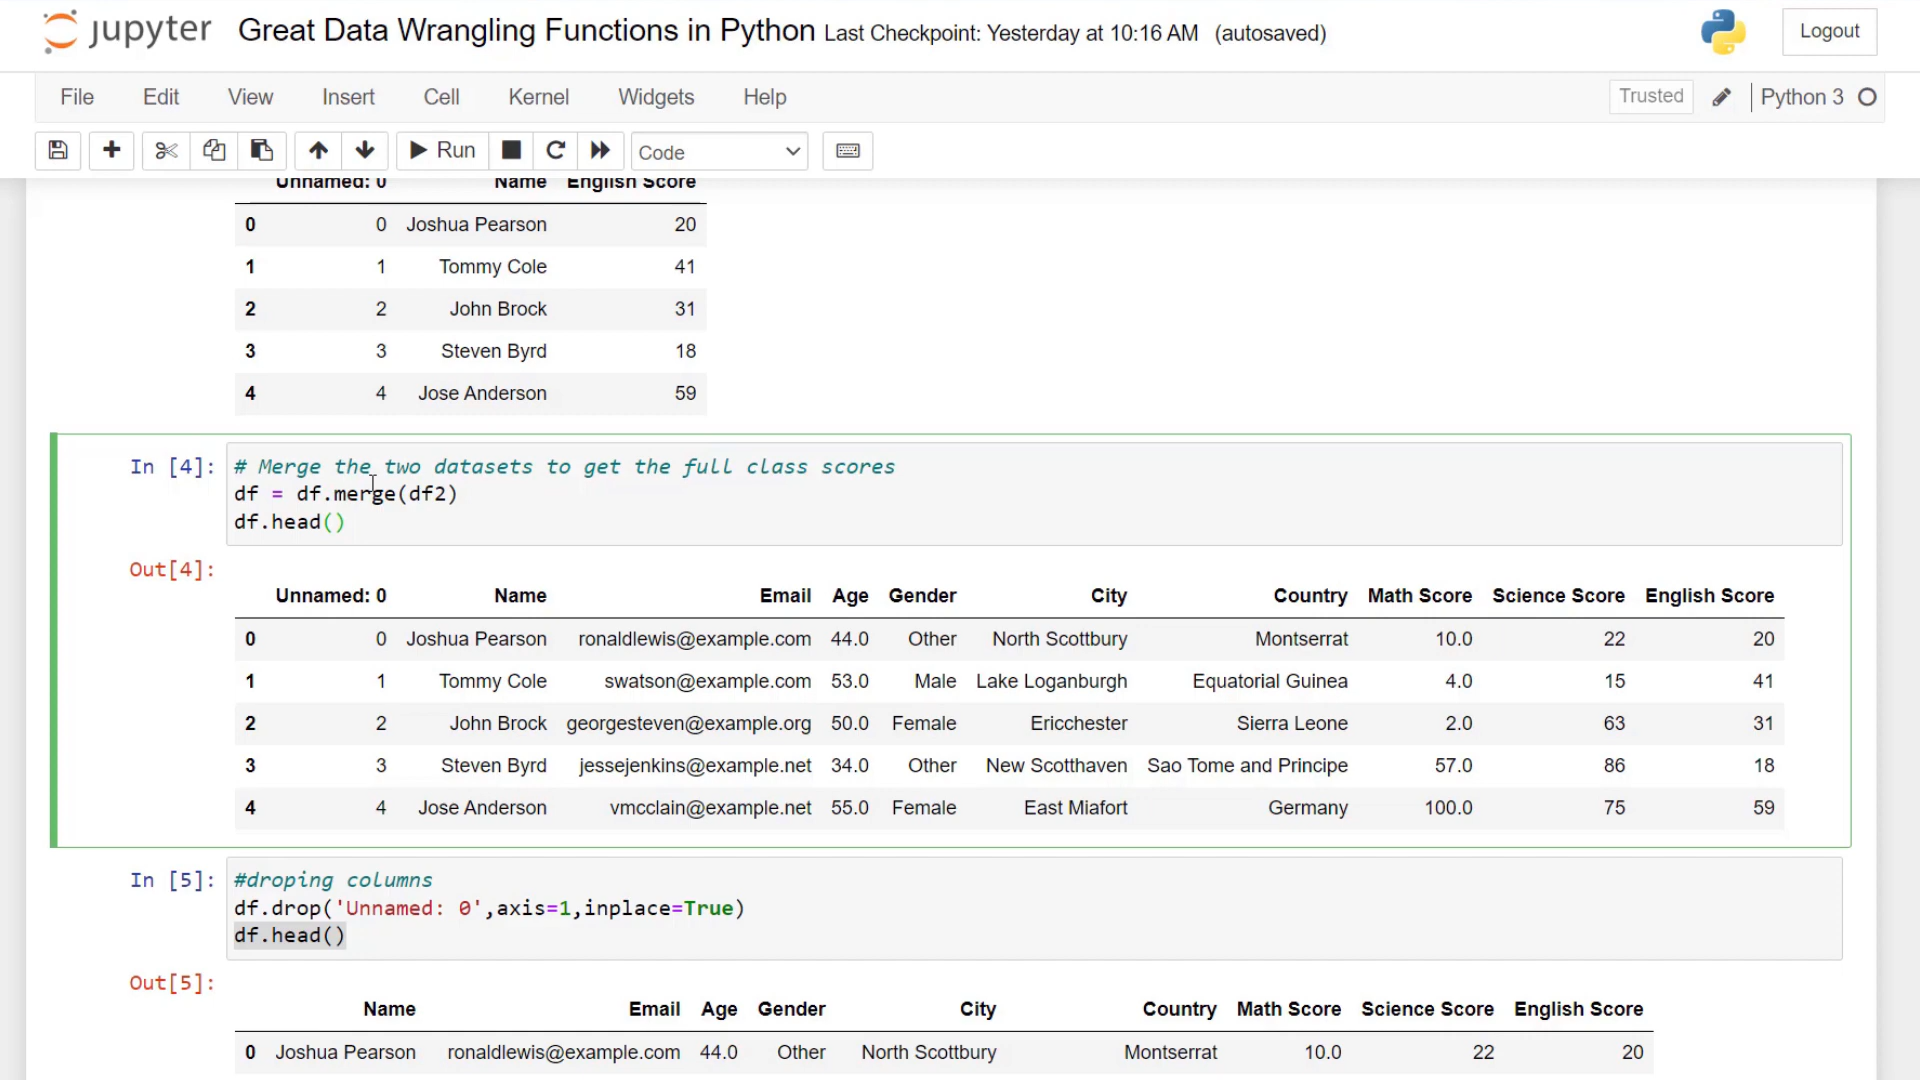 jupyter Great Data Wrangling Functions in Python Last Checkpoint: Yesterday at 10:16 AM (autosaved) Logout
File Edit View Insert Cell Kernel Widgets Help Trusted Python 3
Run Code
Unnamed: 0 Name English Score
0 0 Joshua Pearson 20
1 1 Tommy Cole 41
2 2 John Brock 31
3 3 Steven Byrd 18
4 4 Jose Anderson 59
In [4]: # Merge the two datasets to get the full class scores
df = df.merge(df2)
df.head()
Out[4]:
Unnamed: 0 Name Email Age Gender City Country Math Score Science Score English Score
0 0 Joshua Pearson ronaldlewis@example.com 44.0 Other North Scottbury Montserrat 10.0 22 20
1 1 Tommy Cole swatson@example.com 53.0 Male Lake Loganburgh Equatorial Guinea 4.0 15 41
2 2 John Brock georgesteven@example.org 50.0 Female Ericchester Sierra Leone 2.0 63 31
3 3 Steven Byrd jessejenkins@example.net 34.0 Other New Scotthaven Sao Tome and Principe 57.0 86 18
4 4 Jose Anderson vmcclain@example.net 55.0 Female East Miafort Germany 100.0 75 59
In [5]: #droping columns
df.drop('Unnamed: 0',axis=1,inplace=True)
df.head()
Out[5]:
Name Email Age Gender City Country Math Score Science Score English Score
0 Joshua Pearson ronaldlewis@example.com 44.0 Other North Scottbury Montserrat 10.0 22 20